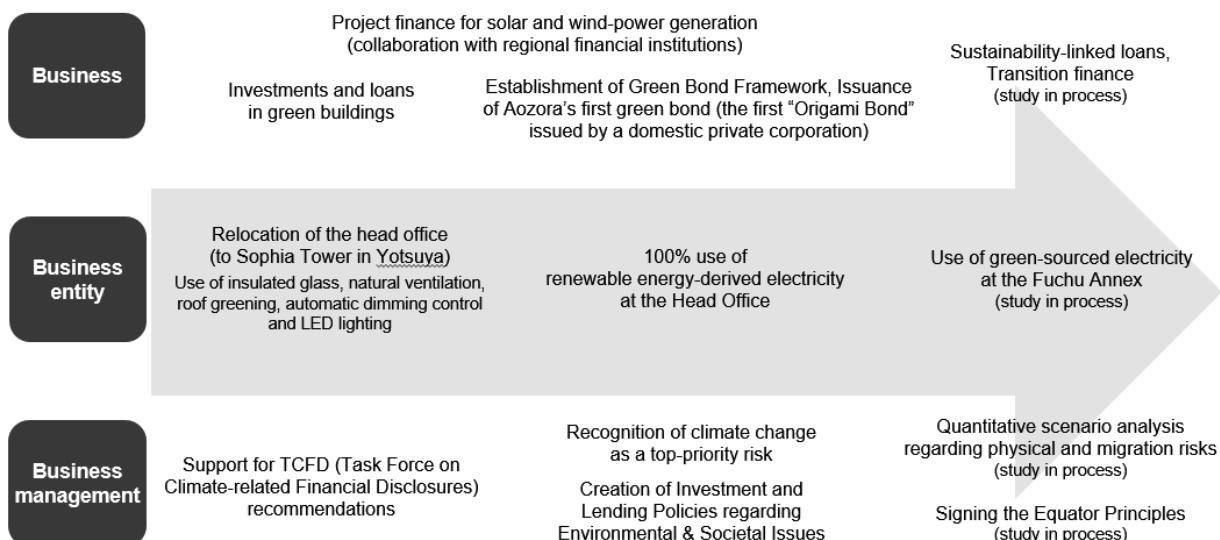 Business
Project finance for solar and wind-power generation
(collaboration with regional financial institutions)
Investments and loans
in green buildings
Establishment of Green Bond Framework, Issuance
of Aozora’s first green bond (the first “Origami Bond”
issued by a domestic private corporation)
Sustainability-linked loans,
Transition finance
(study in process)
Business
entity
Relocation of the head office
(to Sophia Tower in Yotsuya)
Use of insulated glass, natural ventilation,
roof greening, automatic dimming control
and LED lighting
100% use of
renewable energy-derived electricity
at the Head Office
Use of green-sourced electricity
at the Fuchu Annex
(study in process)
Business
management
Support for TCFD (Task Force on
Climate-related Financial Disclosures)
recommendations
Recognition of climate change
as a top-priority risk
Creation of Investment and
Lending Policies regarding
Environmental & Societal Issues
Quantitative scenario analysis
regarding physical and migration risks
(study in process)
Signing the Equator Principles
(study in process)